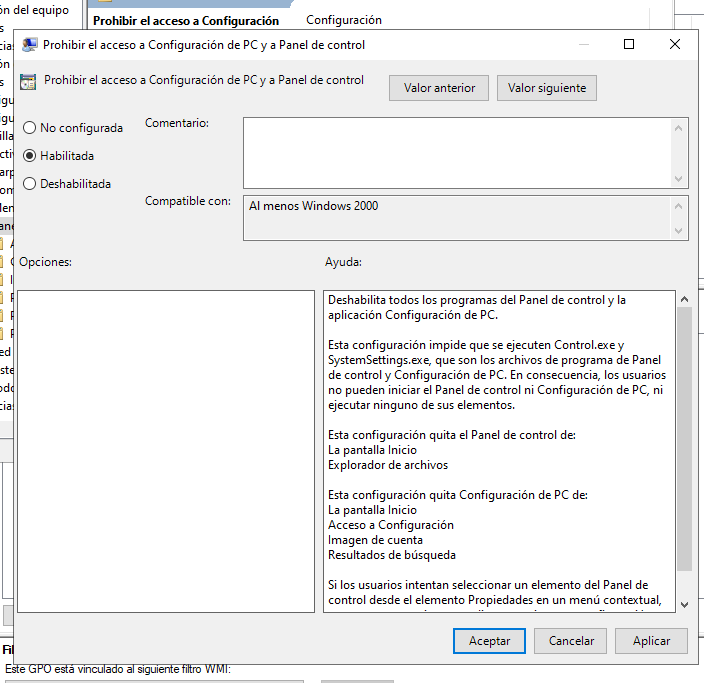 ón del equipo
Prohibir el acceso a Configuración
Configuración
Prohibir el acceso a Configuración de PC y a Panel de control
Prohibir el acceso a Configuración de PC y a Panel de control
Valor anterior
Valor siguiente
No configurada
Comentario:
Habilitada
Deshabilitada
Compatible con:
Al menos Windows 2000
Opciones:
Ayuda:
Deshabilita todos los programas del Panel de control y la
aplicación Configuración de PC.
Esta configuración impide que se ejecuten Control.exe y
SystemSettings.exe, que son los archivos de programa de Panel
de control y Configuración de PC. En consecuencia, los usuarios
no pueden iniciar el Panel de control ni Configuración de PC, ni
ejecutar ninguno de sus elementos.
Esta configuración quita el Panel de control de:
La pantalla Inicio
Explorador de archivos
Esta configuración quita Configuración de PC de:
La pantalla Inicio
Acceso a Configuración
Imagen de cuenta
Resultados de búsqueda
Si los usuarios intentan seleccionar un elemento del Panel de
control desde el elemento Propiedades en un menú contextual,
Aceptar
Cancelar
Aplicar
Este GPO está vinculado al siguiente filtro WMI: